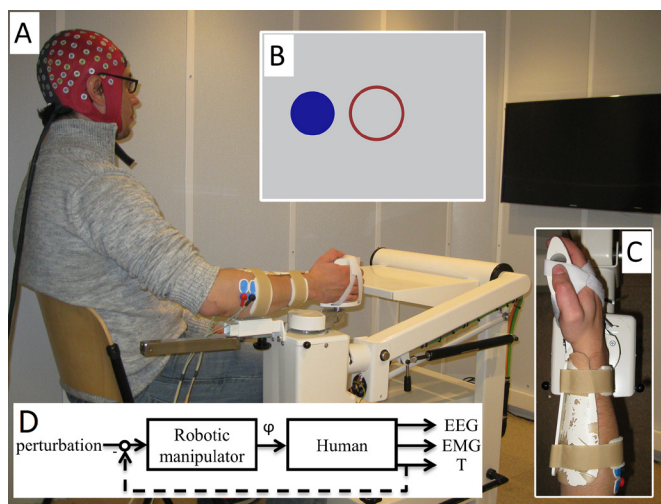 A
B
C
D
perturbation
-
Robotic
manipulator
φ
Human
EEG
EMG
T